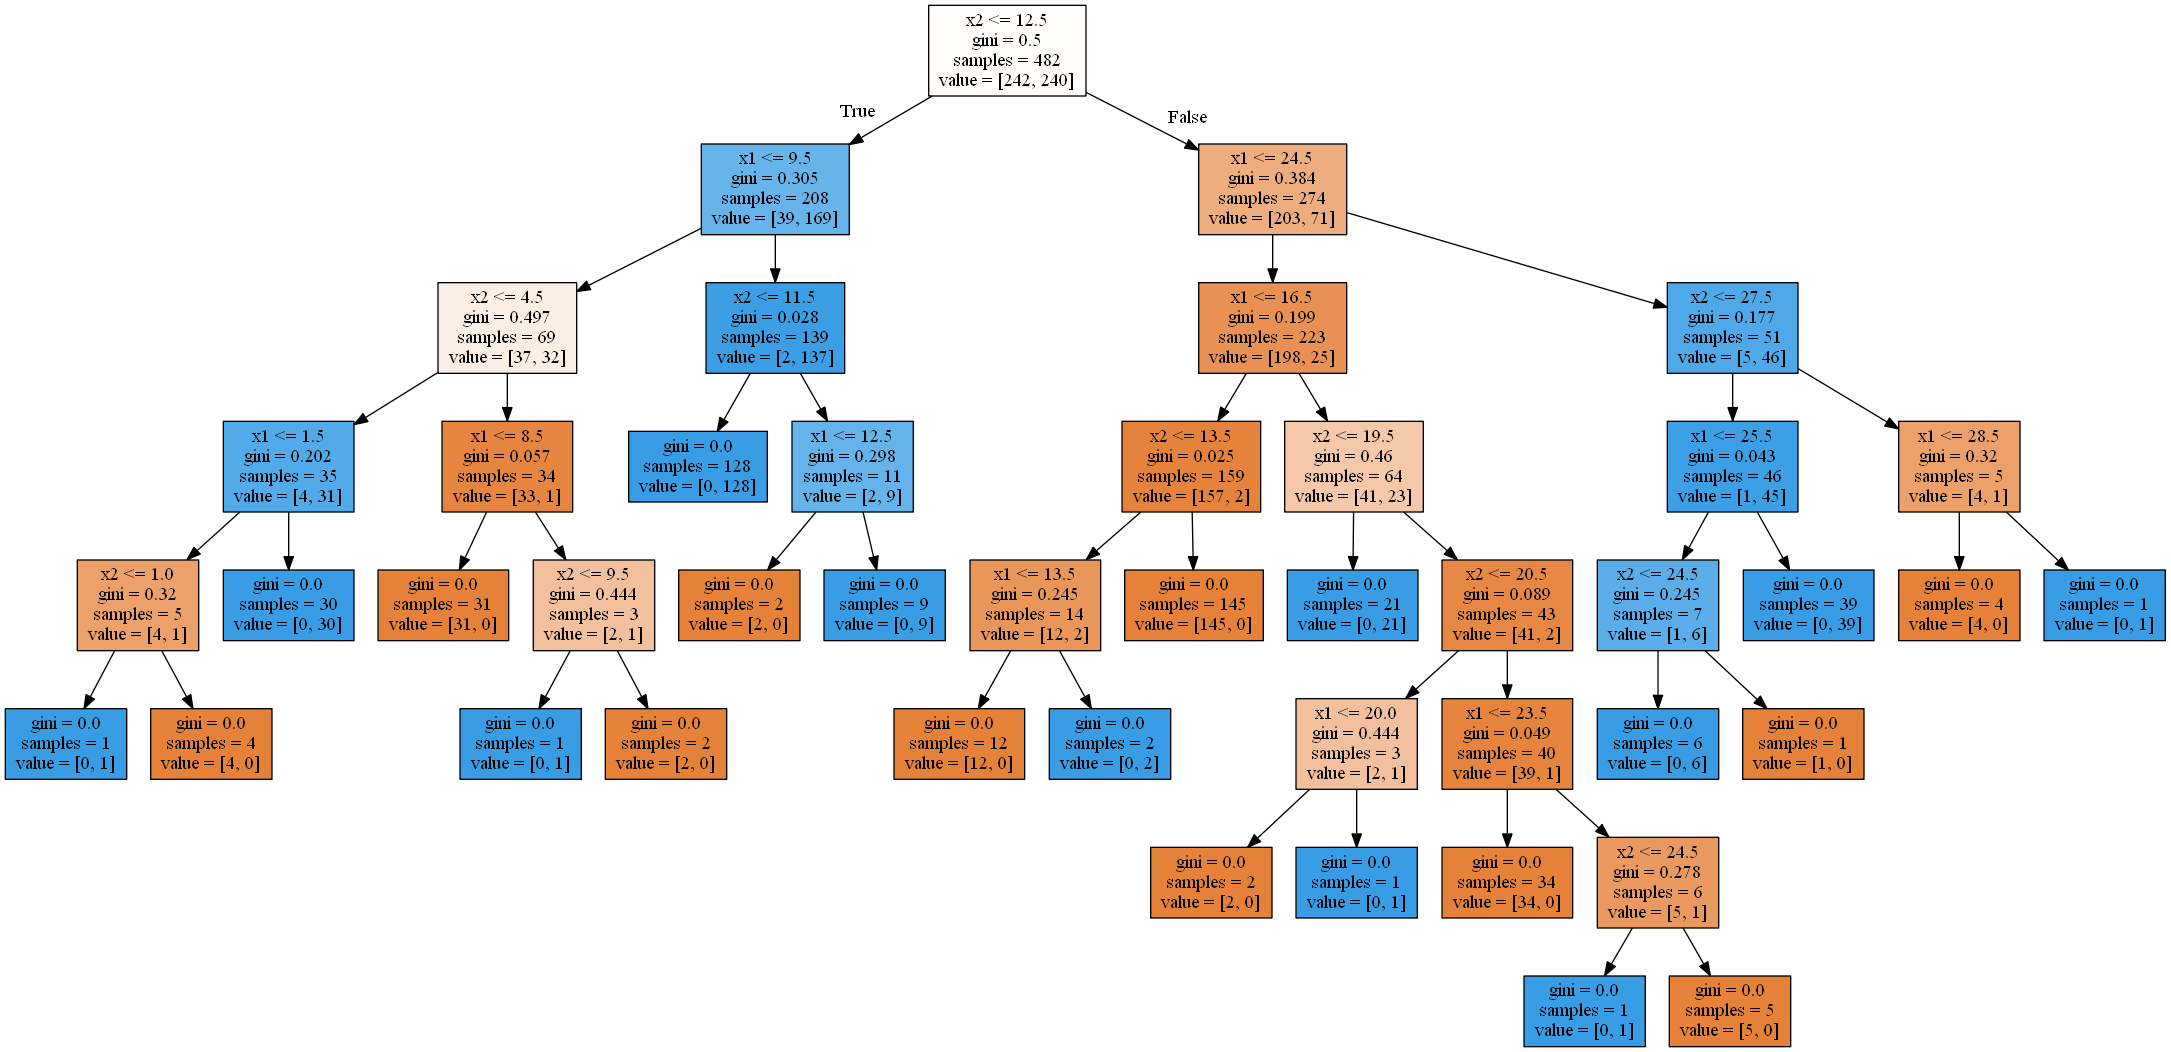 x2 <= 12.5
gini = 0.5
samples = 482
value = [242, 240]
True
False
x1 <= 9.5
gini = 0.305
samples = 208
value = [39, 169]
x1 <= 24.5
gini = 0.384
samples = 274
value = [203, 71]
x2 <= 4.5
gini = 0.497
samples = 69
value = [37, 32]
x2 <= 11.5
gini = 0.028
samples = 139
value = [2, 137]
x1 <= 16.5
gini = 0.199
samples = 223
value = [198, 25]
x2 <= 27.5
gini = 0.177
samples = 51
value = [5, 46]
x1 <= 1.5
gini = 0.202
samples = 35
value = [4, 31]
x1 <= 8.5
gini = 0.057
samples = 34
value = [33, 1]
gini = 0.0
samples = 128
value = [0, 128]
x1 <= 12.5
gini = 0.298
samples = 11
value = [2, 9]
x2 <= 13.5
gini = 0.025
samples = 159
value = [157, 2]
x2 <= 19.5
gini = 0.46
samples = 64
value = [41, 23]
x1 <= 25.5
gini = 0.043
samples = 46
value = [1, 45]
x1 <= 28.5
gini = 0.32
samples = 5
value = [4, 1]
x2 <= 1.0
gini = 0.32
samples = 5
value = [4, 1]
gini = 0.0
samples = 30
value = [0, 30]
gini = 0.0
samples = 31
value = [31, 0]
x2 <= 9.5
gini = 0.444
samples = 3
value = [2, 1]
gini = 0.0
samples = 2
value = [2, 0]
gini = 0.0
samples = 9
value = [0, 9]
x1 <= 13.5
gini = 0.245
samples = 14
value = [12, 2]
gini = 0.0
samples = 145
value = [145, 0]
gini = 0.0
samples = 21
value = [0, 21]
x2 <= 20.5
gini = 0.089
samples = 43
value = [41, 2]
x2 <= 24.5
gini = 0.245
samples = 7
value = [1, 6]
gini = 0.0
samples = 39
value = [0, 39]
gini = 0.0
samples = 4
value = [4, 0]
gini = 0.0
samples = 1
value = [0, 1]
gini = 0.0
samples = 1
value = [0, 1]
gini = 0.0
samples = 4
value = [4, 0]
gini = 0.0
samples = 1
value = [0, 1]
gini = 0.0
samples = 2
value = [2, 0]
gini = 0.0
samples = 12
value = [12, 0]
gini = 0.0
samples = 2
value = [0, 2]
x1 <= 20.0
gini = 0.444
samples = 3
value = [2, 1]
x1 <= 23.5
gini = 0.049
samples = 40
value = [39, 1]
gini = 0.0
samples = 6
value = [0, 6]
gini = 0.0
samples = 1
value = [1, 0]
gini = 0.0
samples = 2
value = [2, 0]
gini = 0.0
samples = 1
value = [0, 1]
gini = 0.0
samples = 34
value = [34, 0]
x2 <= 24.5
gini = 0.278
samples = 6
value = [5, 1]
gini = 0.0
samples = 1
value = [0, 1]
gini = 0.0
samples = 5
value = [5, 0]